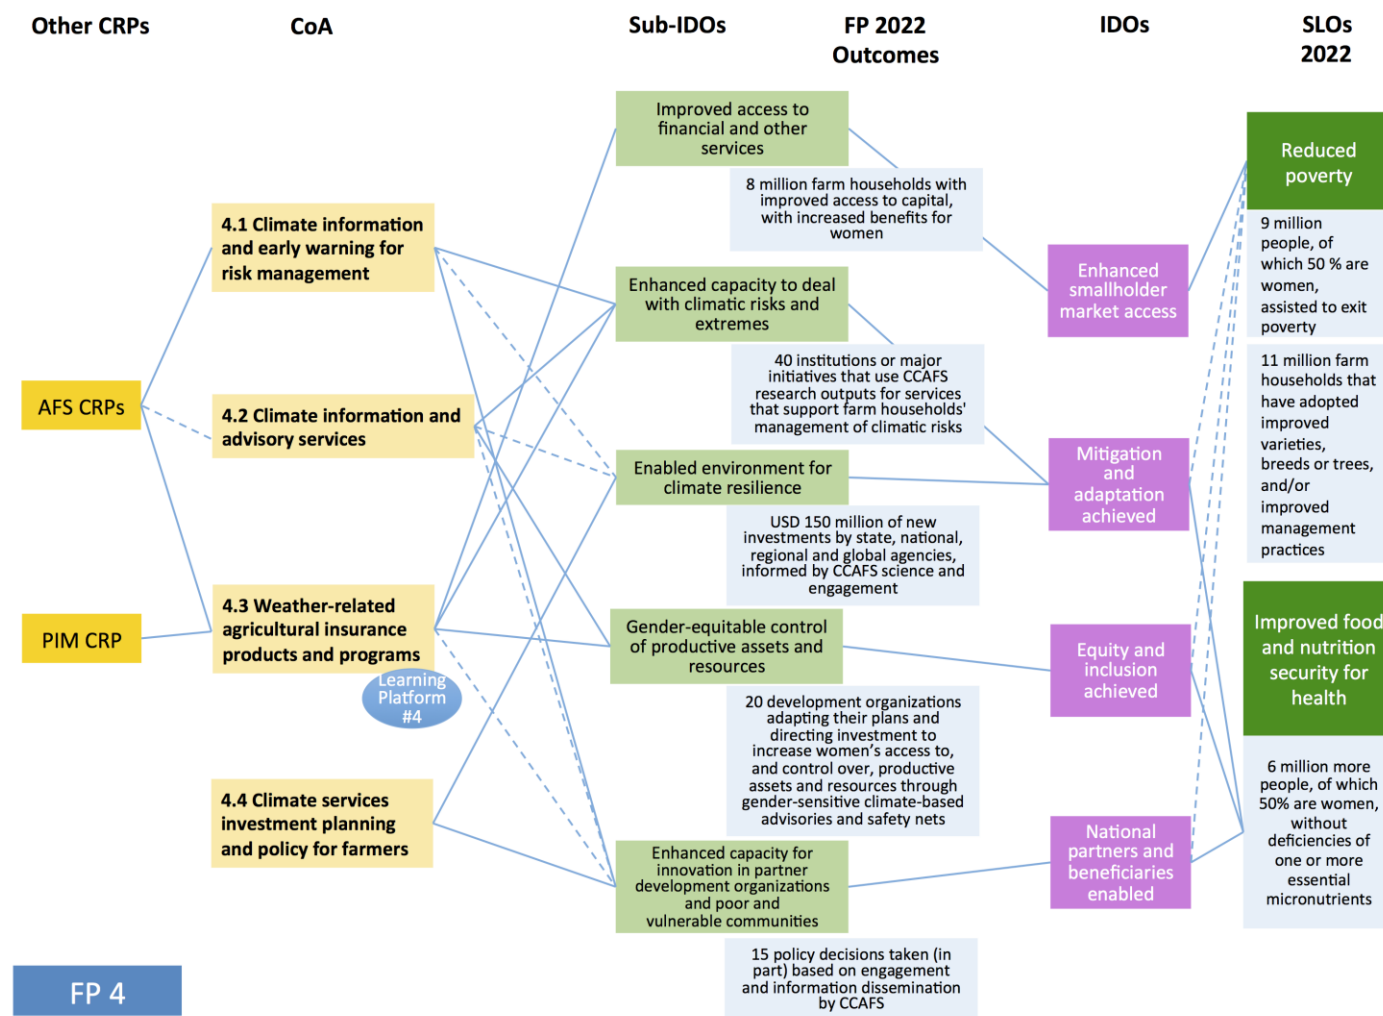 Other CRPs
CoA
Sub-IDOs
FP 2022
Outcomes
IDOs
SLOs
2022
AFS CRPs
PIM CRP
4.1 Climate information
and early warning for
risk management
4.2 Climate information and
advisory services
4.3 Weather-related
agricultural insurance
products and programs
Learning
Platform
#4
4.4 Climate services
investment planning
and policy for farmers
Improved access to
financial and other
services
8 million farm households with
improved access to capital,
with increased benefits for
women
Enhanced capacity to deal
with climatic risks and
extremes
40 institutions or major
initiatives that use CCAFS
research outputs for services
that support farm households'
management of climatic risks
Enabled environment for
climate resilience
USD 150 million of new
investments by state, national,
regional and global agencies,
informed by CCAFS science and
engagement
Gender-equitable control
of productive assets and
resources
20 development organizations
adapting their plans and
directing investment to
increase women’s access to,
and control over, productive
assets and resources through
gender-sensitive climate-based
advisories and safety nets
Enhanced capacity for
innovation in partner
development organizations
and poor and
vulnerable communities
15 policy decisions taken (in
part) based on engagement
and information dissemination
by CCAFS
Enhanced
smallholder
market access
Mitigation
and
adaptation
achieved
Equity and
inclusion
achieved
National
partners and
beneficiaries
enabled
Reduced
poverty
9 million
people, of
which 50 % are
women,
assisted to exit
poverty
11 million farm
households that
have adopted
improved
varieties,
breeds or trees,
and/or
improved
management
practices
Improved food
and nutrition
security for
health
6 million more
people, of which
50% are women,
without
deficiencies of
one or more
essential
micronutrients
FP 4